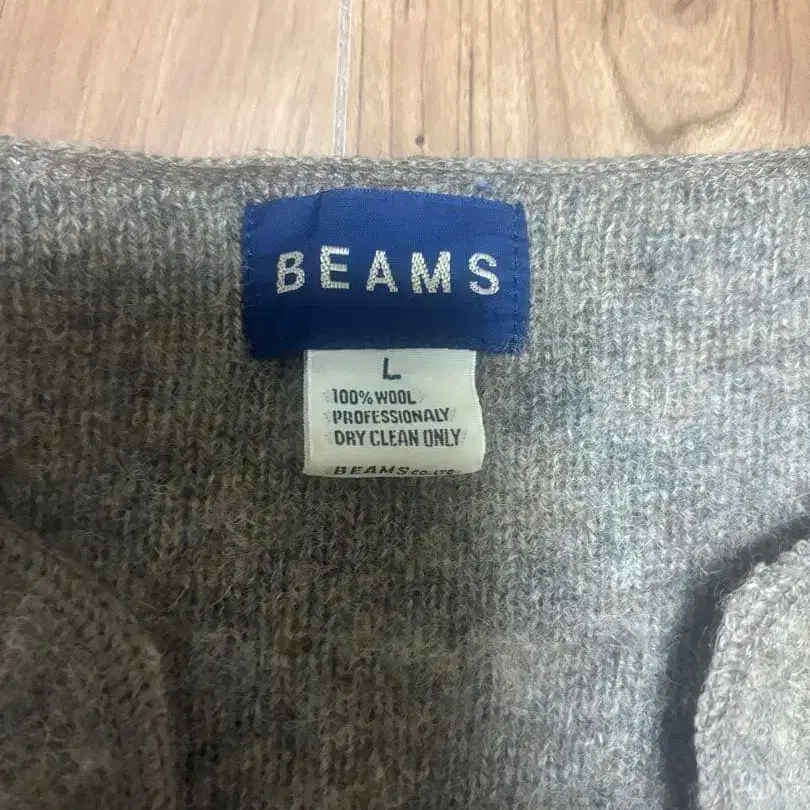 BEAMS
L
100% WOOL
PROFESSIONALY
DRY CLEAN ONLY
BEAMS CO.LTD